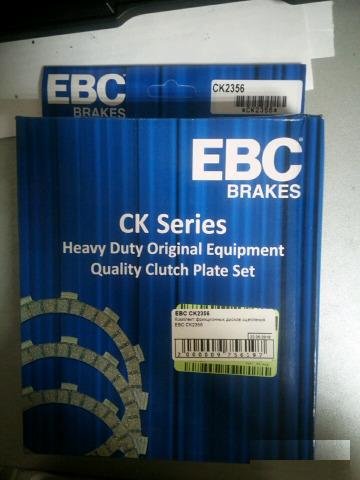 EBC
BRAKES
CK2356
*CK2356*
EBC
BRAKES
CK Series
Heavy Duty Original Equipment
Quality Clutch Plate Set
EBC CK2356
Комплект фрикционных дисков сцепления
EBC CK2356